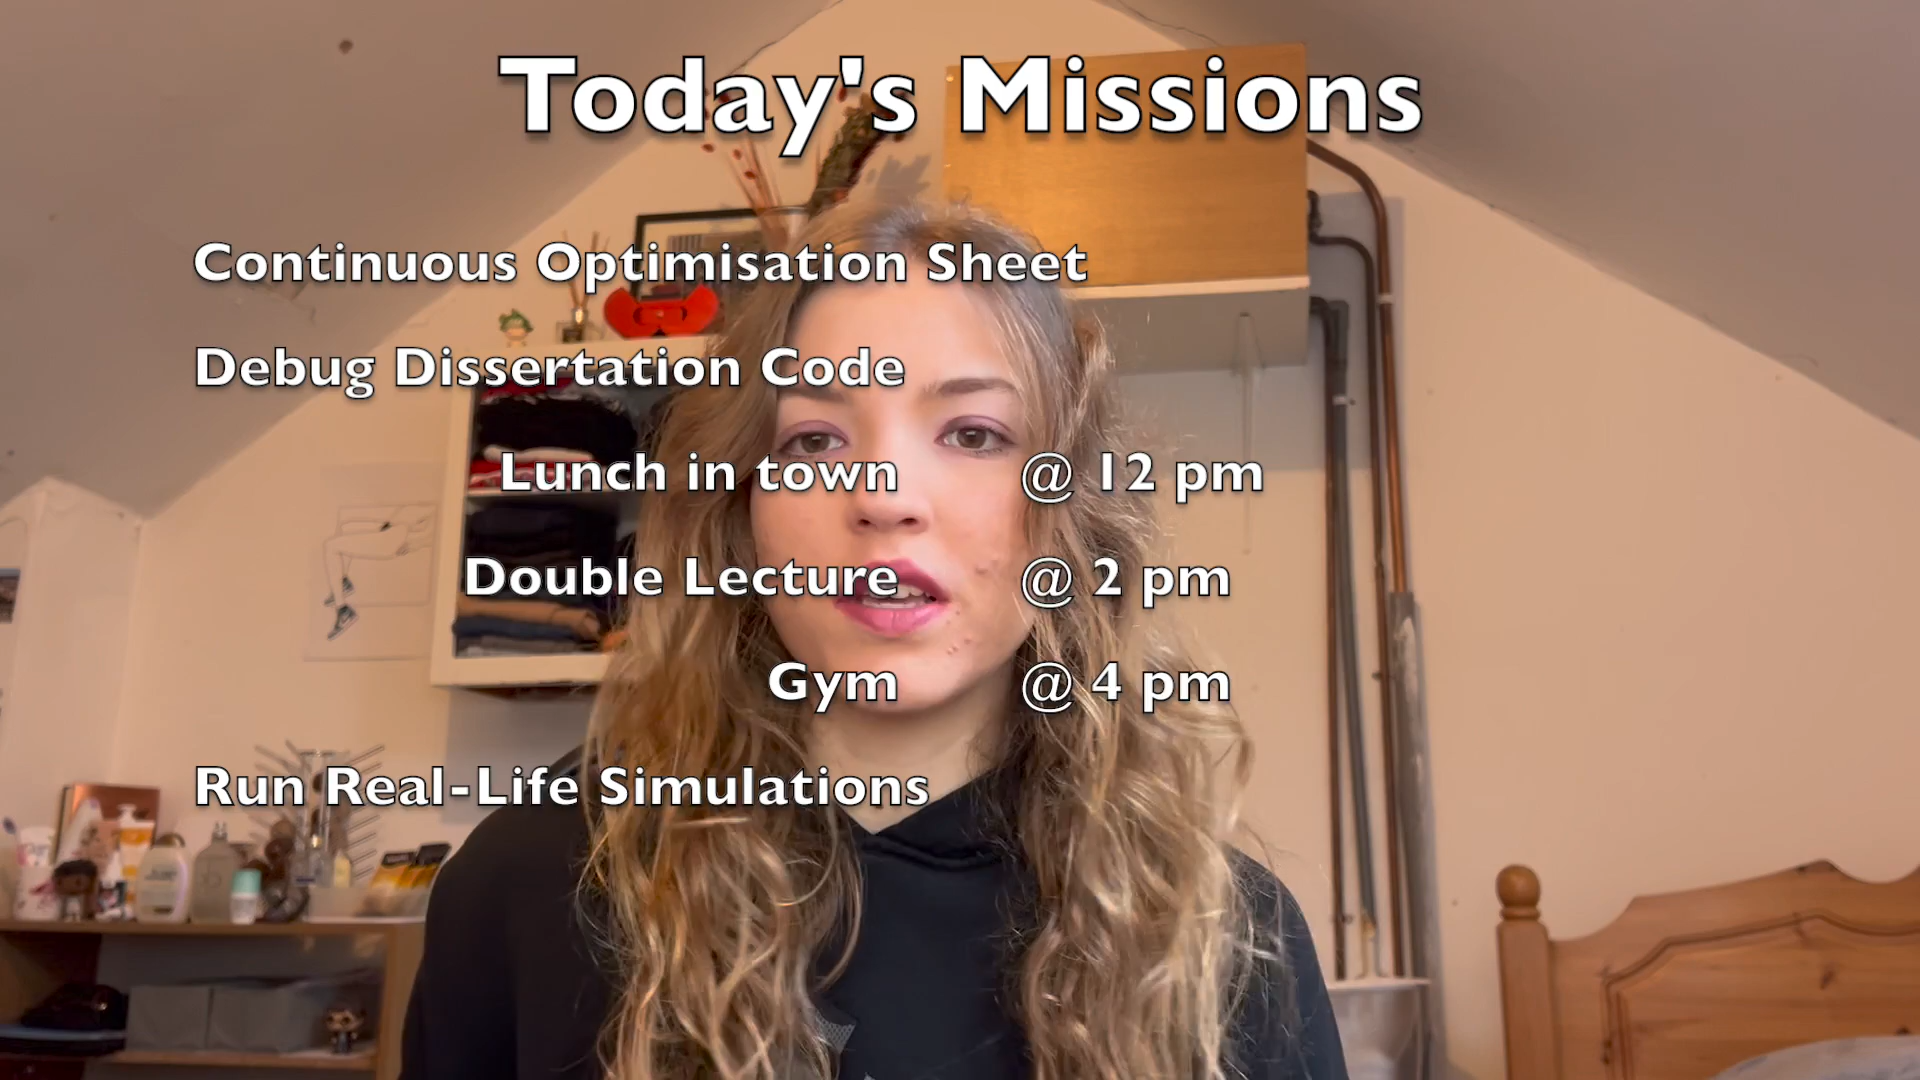 Today's Missions
Continuous Optimisation Sheet
Debug Dissertation Code
Lunch in town @ 12 pm
Double Lecture @ 2 pm
Gym @ 4 pm
Run Real-Life Simulations